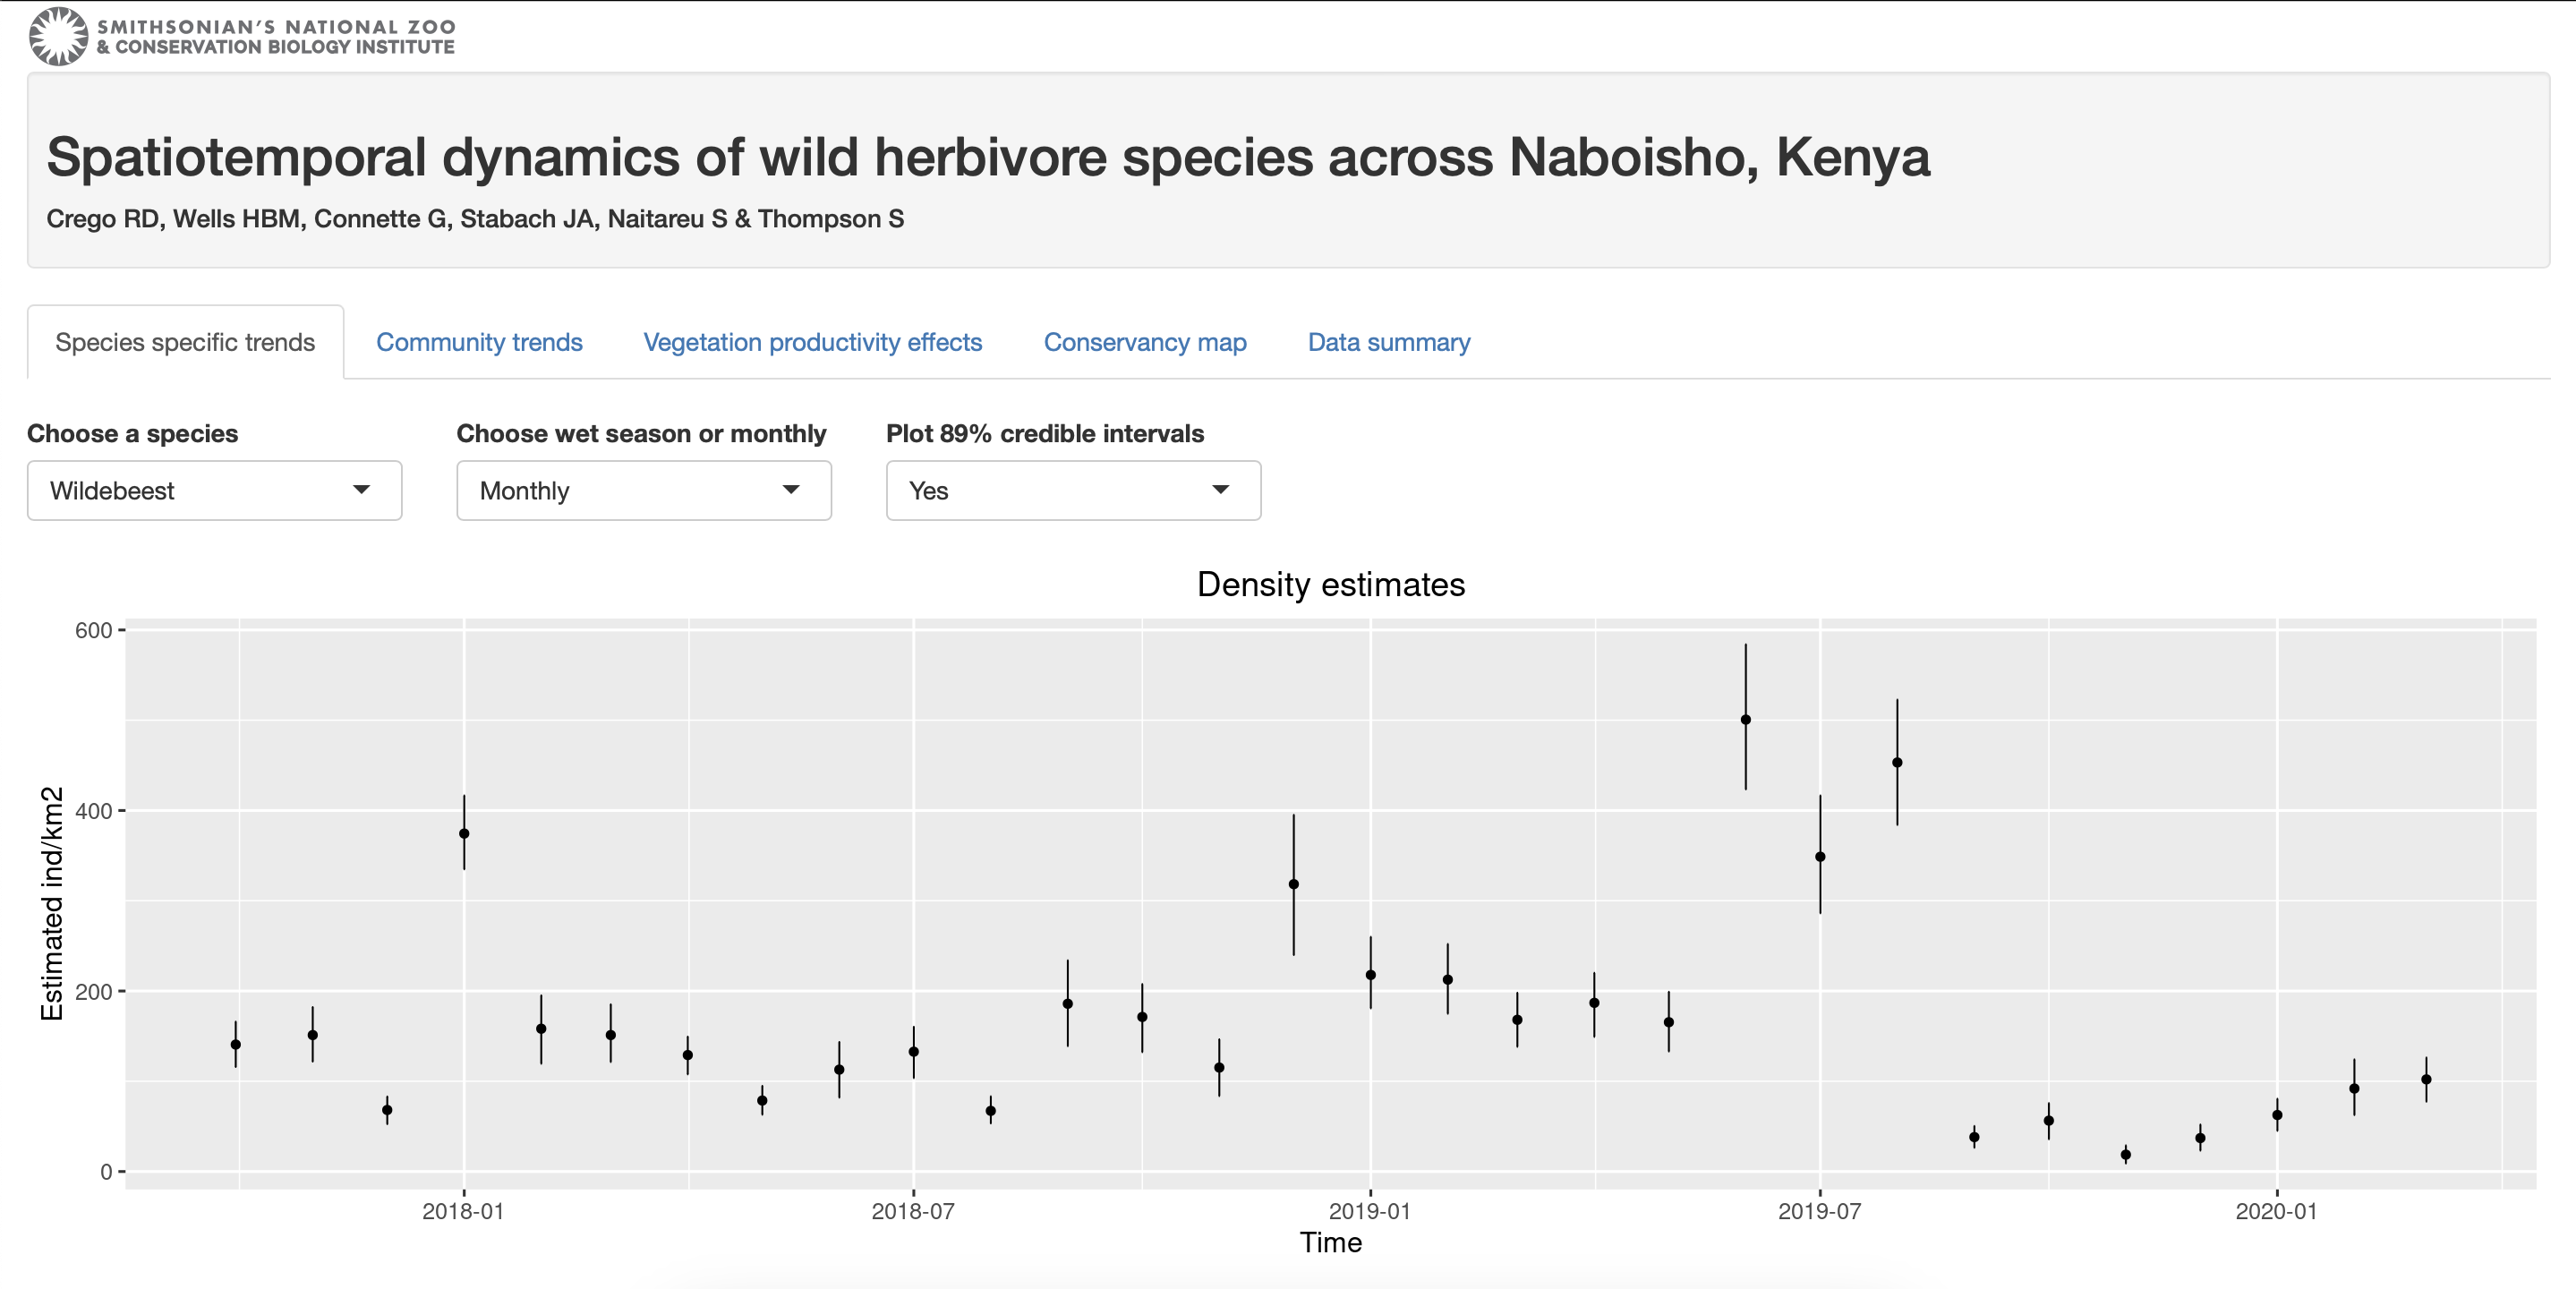 SMITHSONIAN'S NATIONAL ZOO
& CONSERVATION BIOLOGY INSTITUTE
Spatiotemporal dynamics of wild herbivore species across Naboisho, Kenya
Crego RD, Wells HBM, Connette G, Stabach JA, Naitareu S & Thompson S
Species specific trends
Community trends
Vegetation productivity effects
Conservancy map
Data summary
Choose a species
Choose wet season or monthly
Plot 89% credible intervals
Wildebeest
Monthly
Yes
Density estimates
Estimated ind/km2
600
400
200
0
2018-01
2018-07
2019-01
2019-07
2020-01
Time